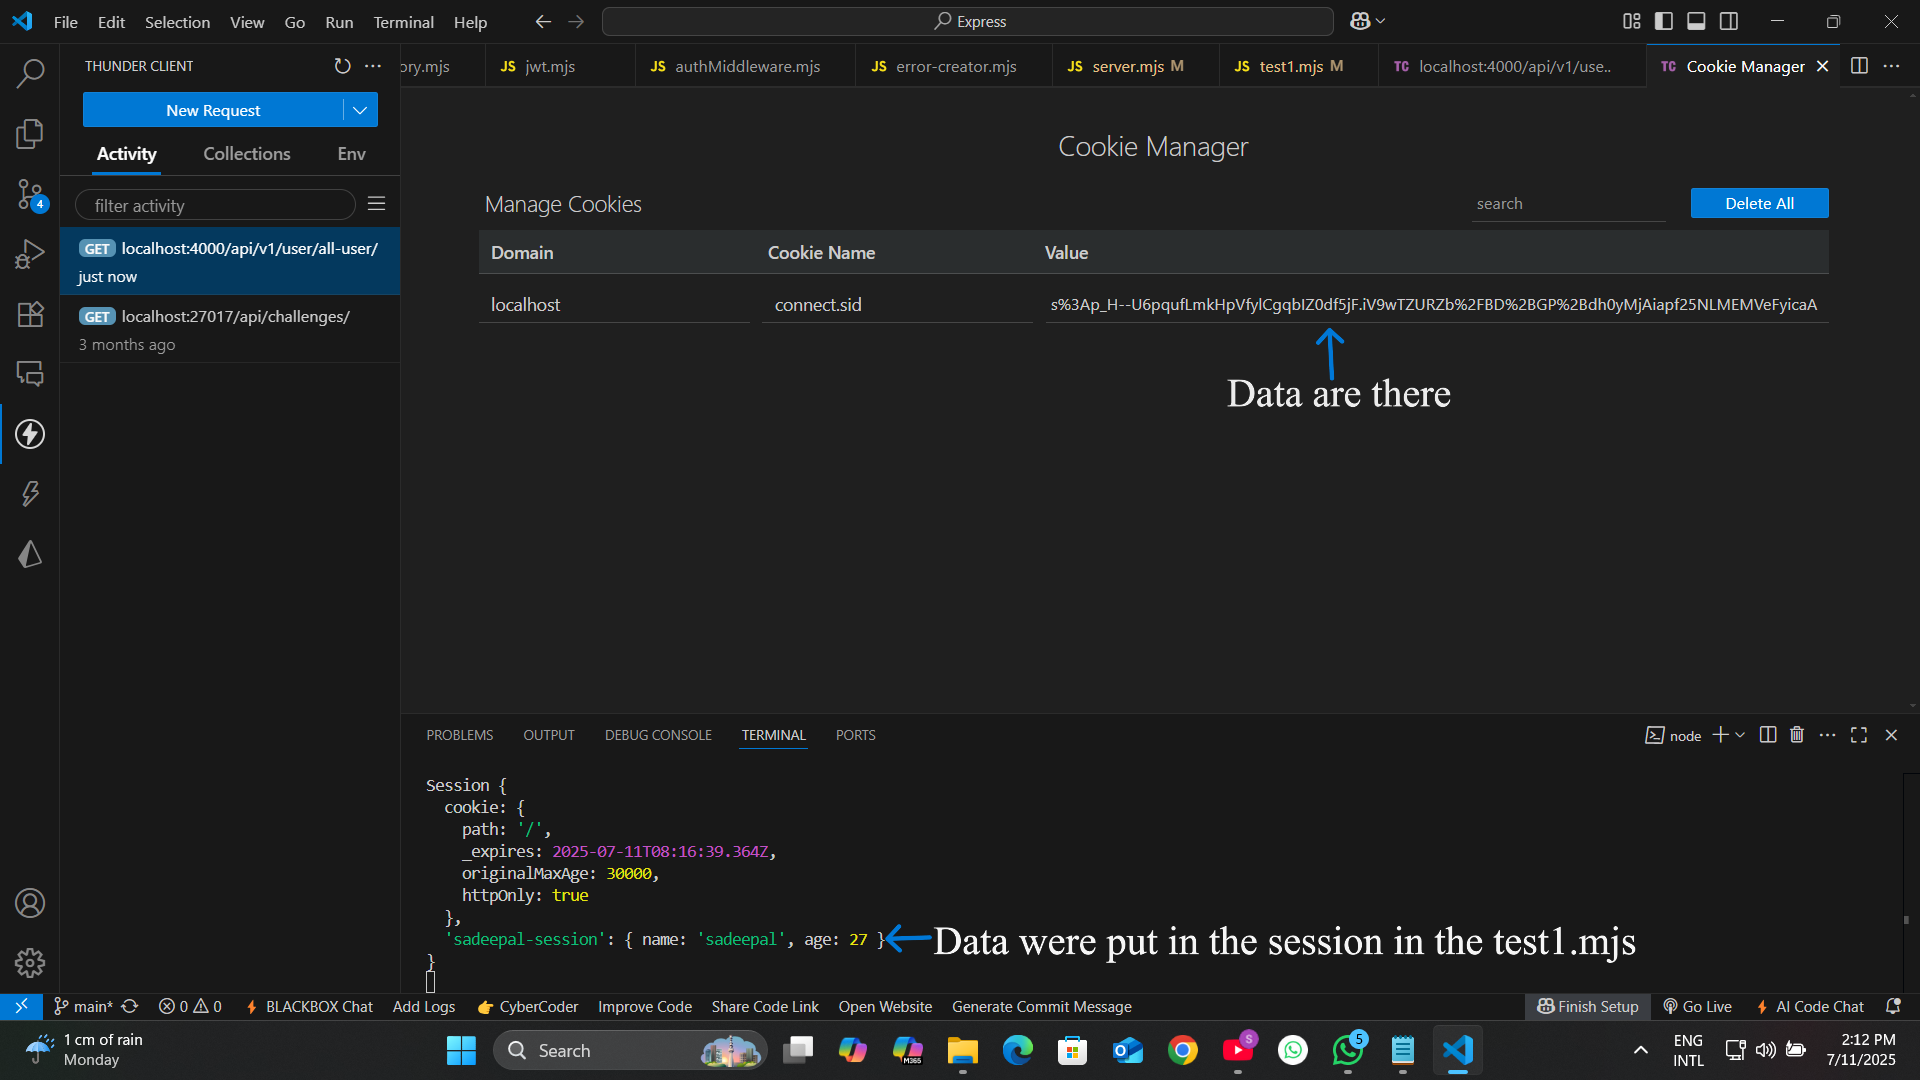 File Edit Selection View Go Run Terminal Help
Express
THUNDER CLIENT
ory.mjs JS jwt.mjs JS authMiddleware.mjs JS error-creator.mjs JS server.mjs M JS test1.mjs M TC localhost:4000/api/v1/use.. TC Cookie Manager
New Request
Activity Collections Env
filter activity
GET localhost:4000/api/v1/user/all-user/
just now
GET localhost:27017/api/challenges/
3 months ago
4
Cookie Manager
Manage Cookies
search
Delete All
Domain Cookie Name Value
localhost connect.sid s%3Ap_H--U6pqufLmkHpVfylCgqbIZ0df5jF.iV9wTZURZb%2FBD%2BGP%2Bdh0yMjAiapf25NLMEMVeFyicaA
Data are there
PROBLEMS OUTPUT DEBUG CONSOLE TERMINAL PORTS
node
Session {
cookie: {
path: '/',
_expires: 2025-07-11T08:16:39.364Z,
originalMaxAge: 30000,
httpOnly: true
},
'sadeepal-session': { name: 'sadeepal', age: 27 }
Data were put in the session in the test1.mjs
}
main* 0 0 BLACKBOX Chat Add Logs CyberCoder Improve Code Share Code Link Open Website Generate Commit Message Finish Setup Go Live AI Code Chat
1 cm of rain
Monday
Search
M365
S
5
ENG
INTL
2:12 PM
7/11/2025